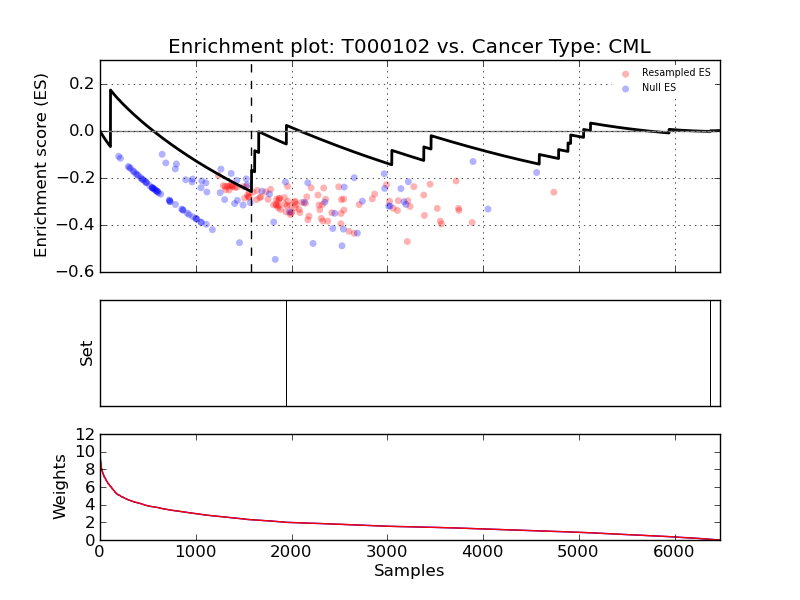 Enrichment plot: T000102 vs. Cancer Type: CML
Enrichment score (ES)
0.2
0.0
−0.2
−0.4
−0.6
Resampled ES
Null ES
Set
Weights
12
10
8
6
4
2
0
0 1000 2000 3000 4000 5000 6000
Samples